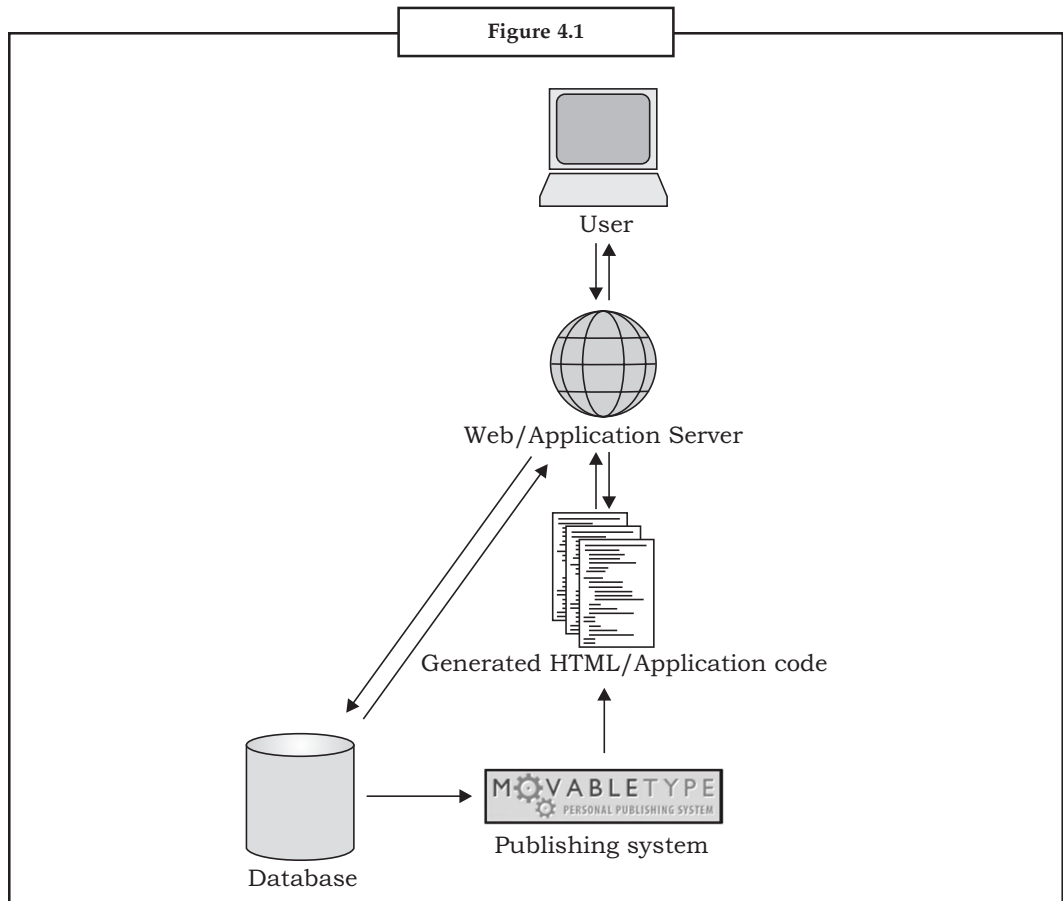 Figure 4.1
User
Web/Application Server
Generated HTML/Application code
MOVABLETYPE
PERSONAL PUBLISHING SYSTEM
Publishing system
Database